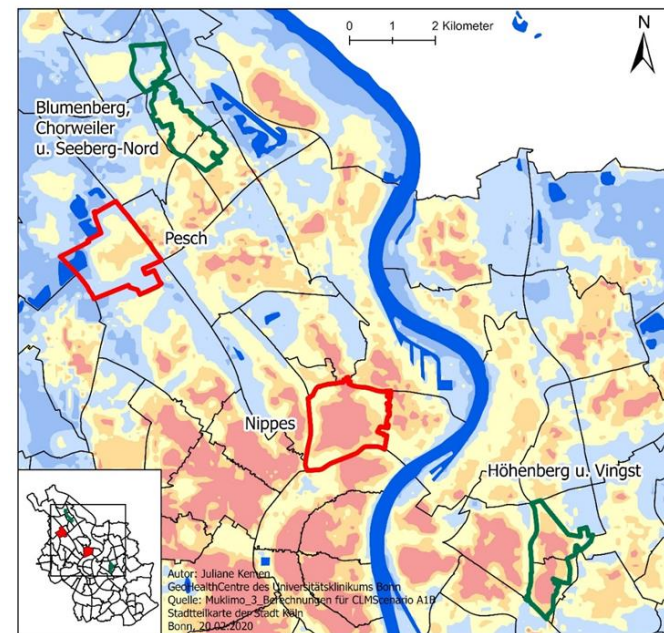 N
0 1 2 Kilometer
Blumenberg,
Chorweiler
u. Seeberg-Nord
Pesch
Nippes
Höhenberg u. Vingst
Autor: Juliane Kemen
GeoHealthCentre des Universitätsklinikums Bonn
Quelle: Muklimo_3_Berechnungen für CLMScenario A1B
Stadtteilkarte der Stadt Köln
Bonn, 20.02.2020